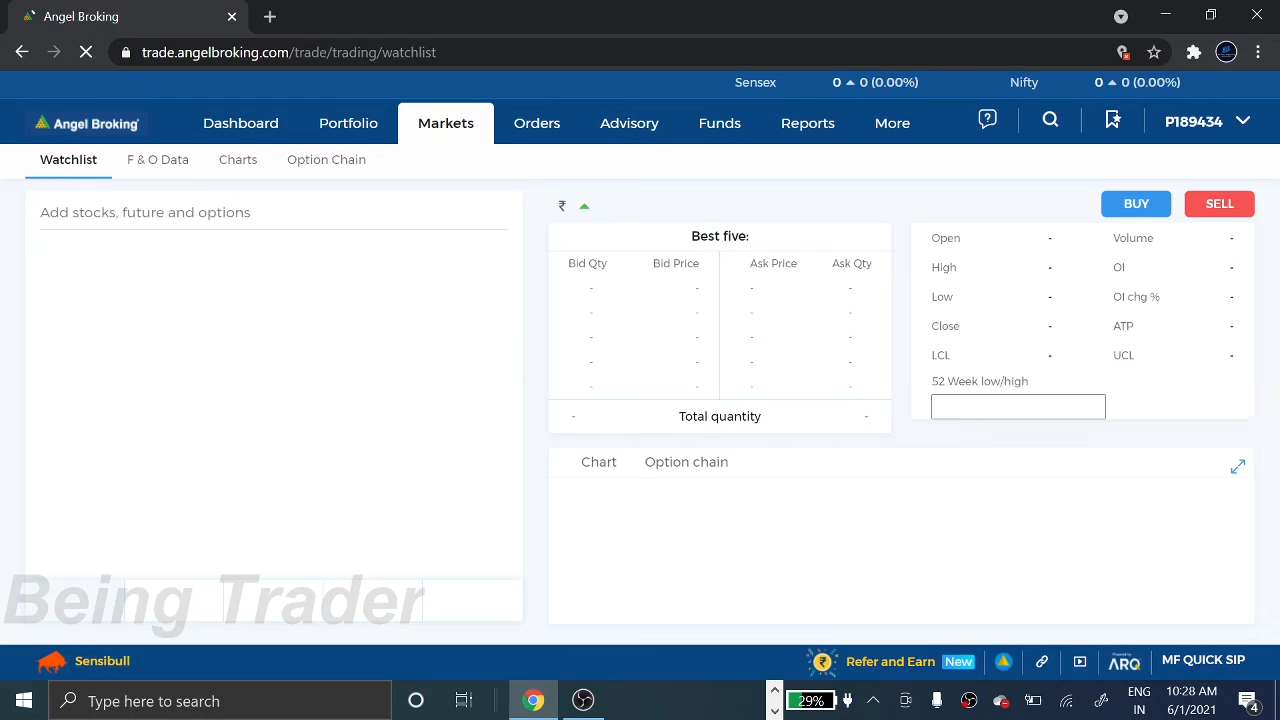 Angel Broking
trade.angelbroking.com/trade/trading/watchlist
Sensex 0 0 (0.00%) Nifty 0 0 (0.00%)
Angel Broking Dashboard Portfolio Markets Orders Advisory Funds Reports More P189434
Watchlist F & O Data Charts Option Chain
Add stocks, future and options
₹ BUY SELL
Best five:
Bid Qty Bid Price Ask Price Ask Qty
- - - -
- - - -
- - - -
- - - -
- - - -
- Total quantity -
Open - Volume -
High - OI -
Low - OI chg % -
Close - ATP -
LCL - UCL -
52 Week low/high
Chart Option chain
Being Trader
Sensibull Refer and Earn New Powered by ARQ MF QUICK SIP
Type here to search 29% ENG IN 10:28 AM 6/1/2021 4